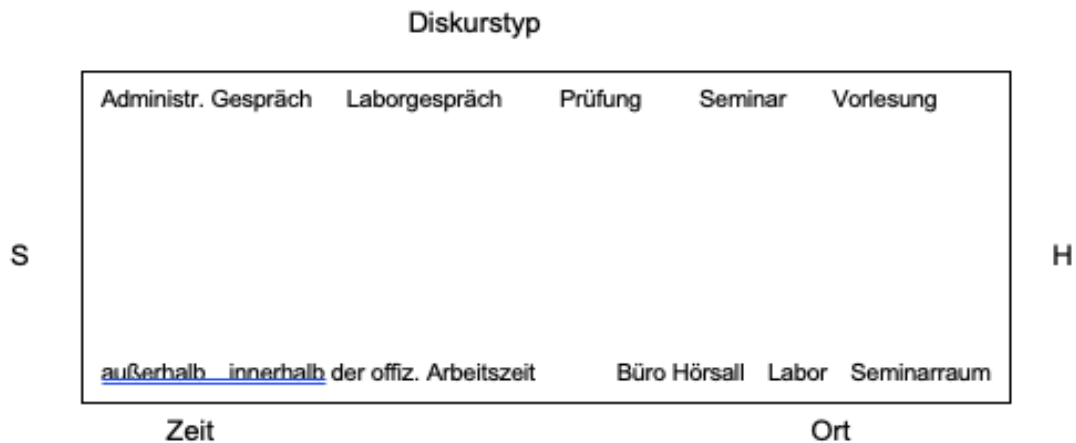 Diskurstyp
Administr. Gespräch Laborgespräch Prüfung Seminar Vorlesung
S H
außerhalb innerhalb der offiz. Arbeitszeit Büro Hörsall Labor Seminarraum
Zeit Ort